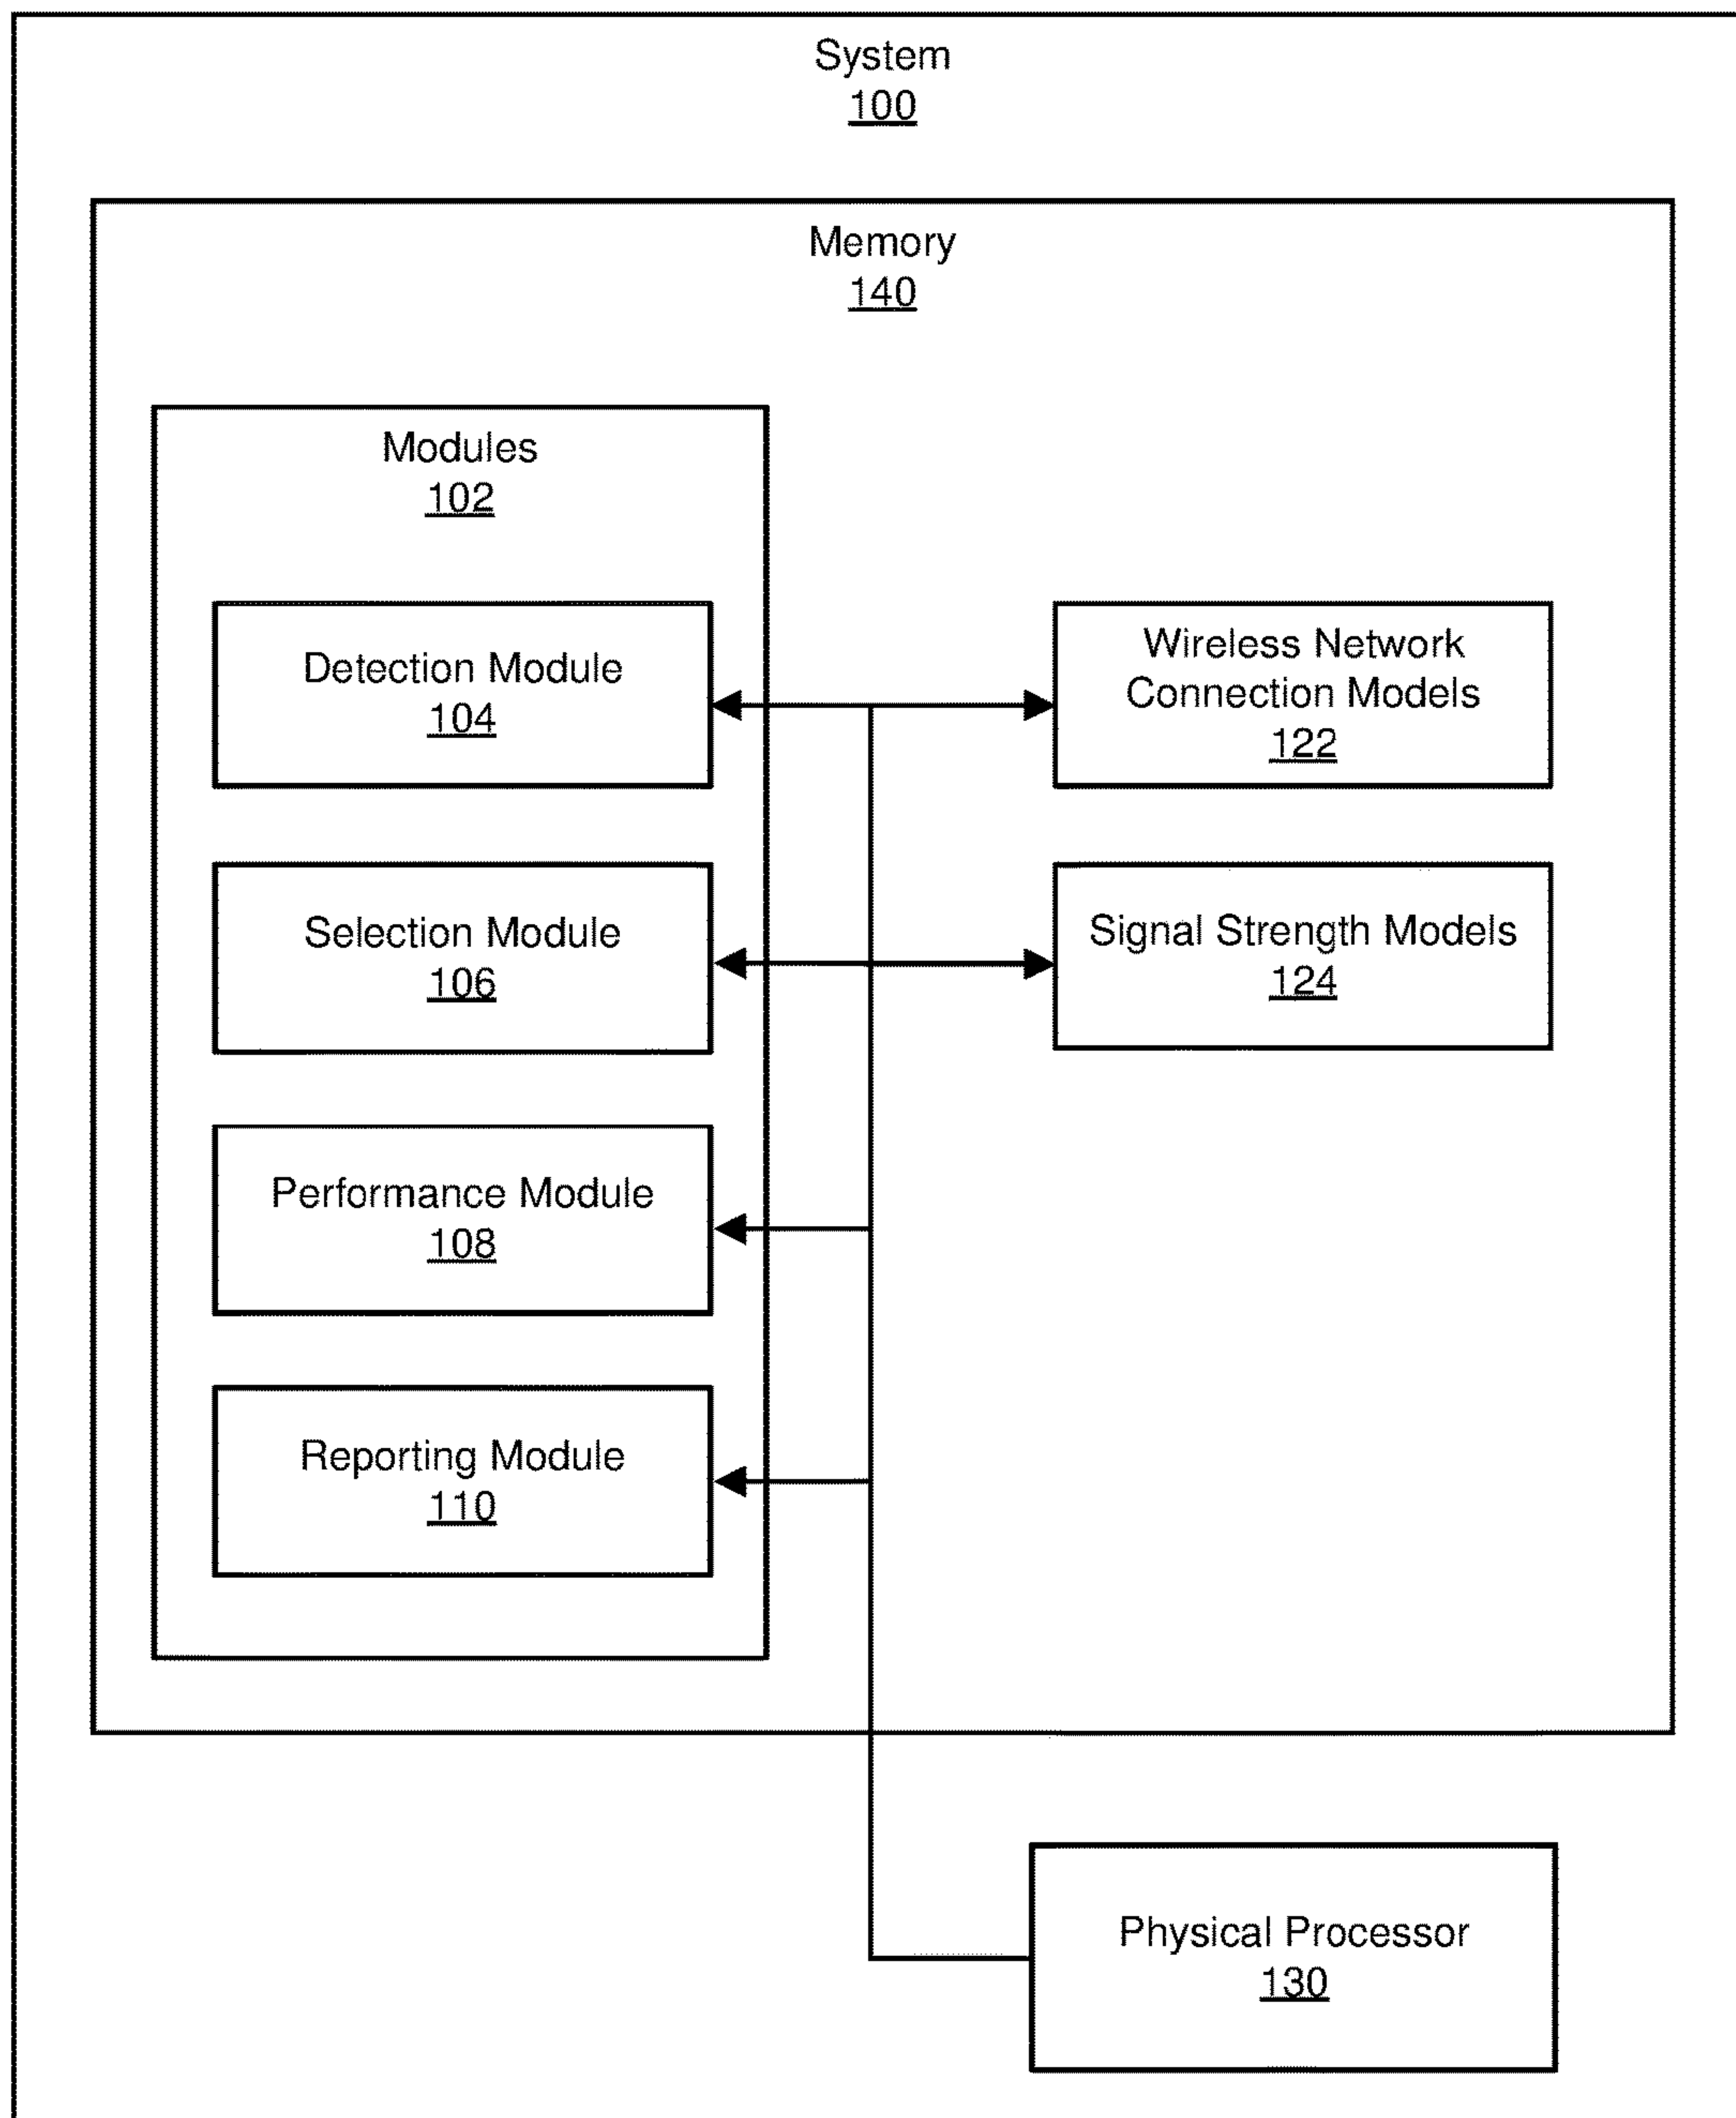 System
100
Memory
140
Modules
102
Detection Module
104
Wireless Network
Connection Models
122
Selection Module
106
Signal Strength Models
124
Performance Module
108
Reporting Module
110
Physical Processor
130